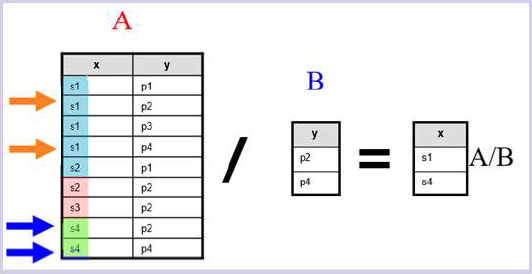 A
x y
s1 p1
s1 p2
s1 p3
s1 p4
s2 p1
s2 p2
s3 p2
s4 p2
s4 p4
/
B
y
p2
p4
=
x
s1
s4
A/B